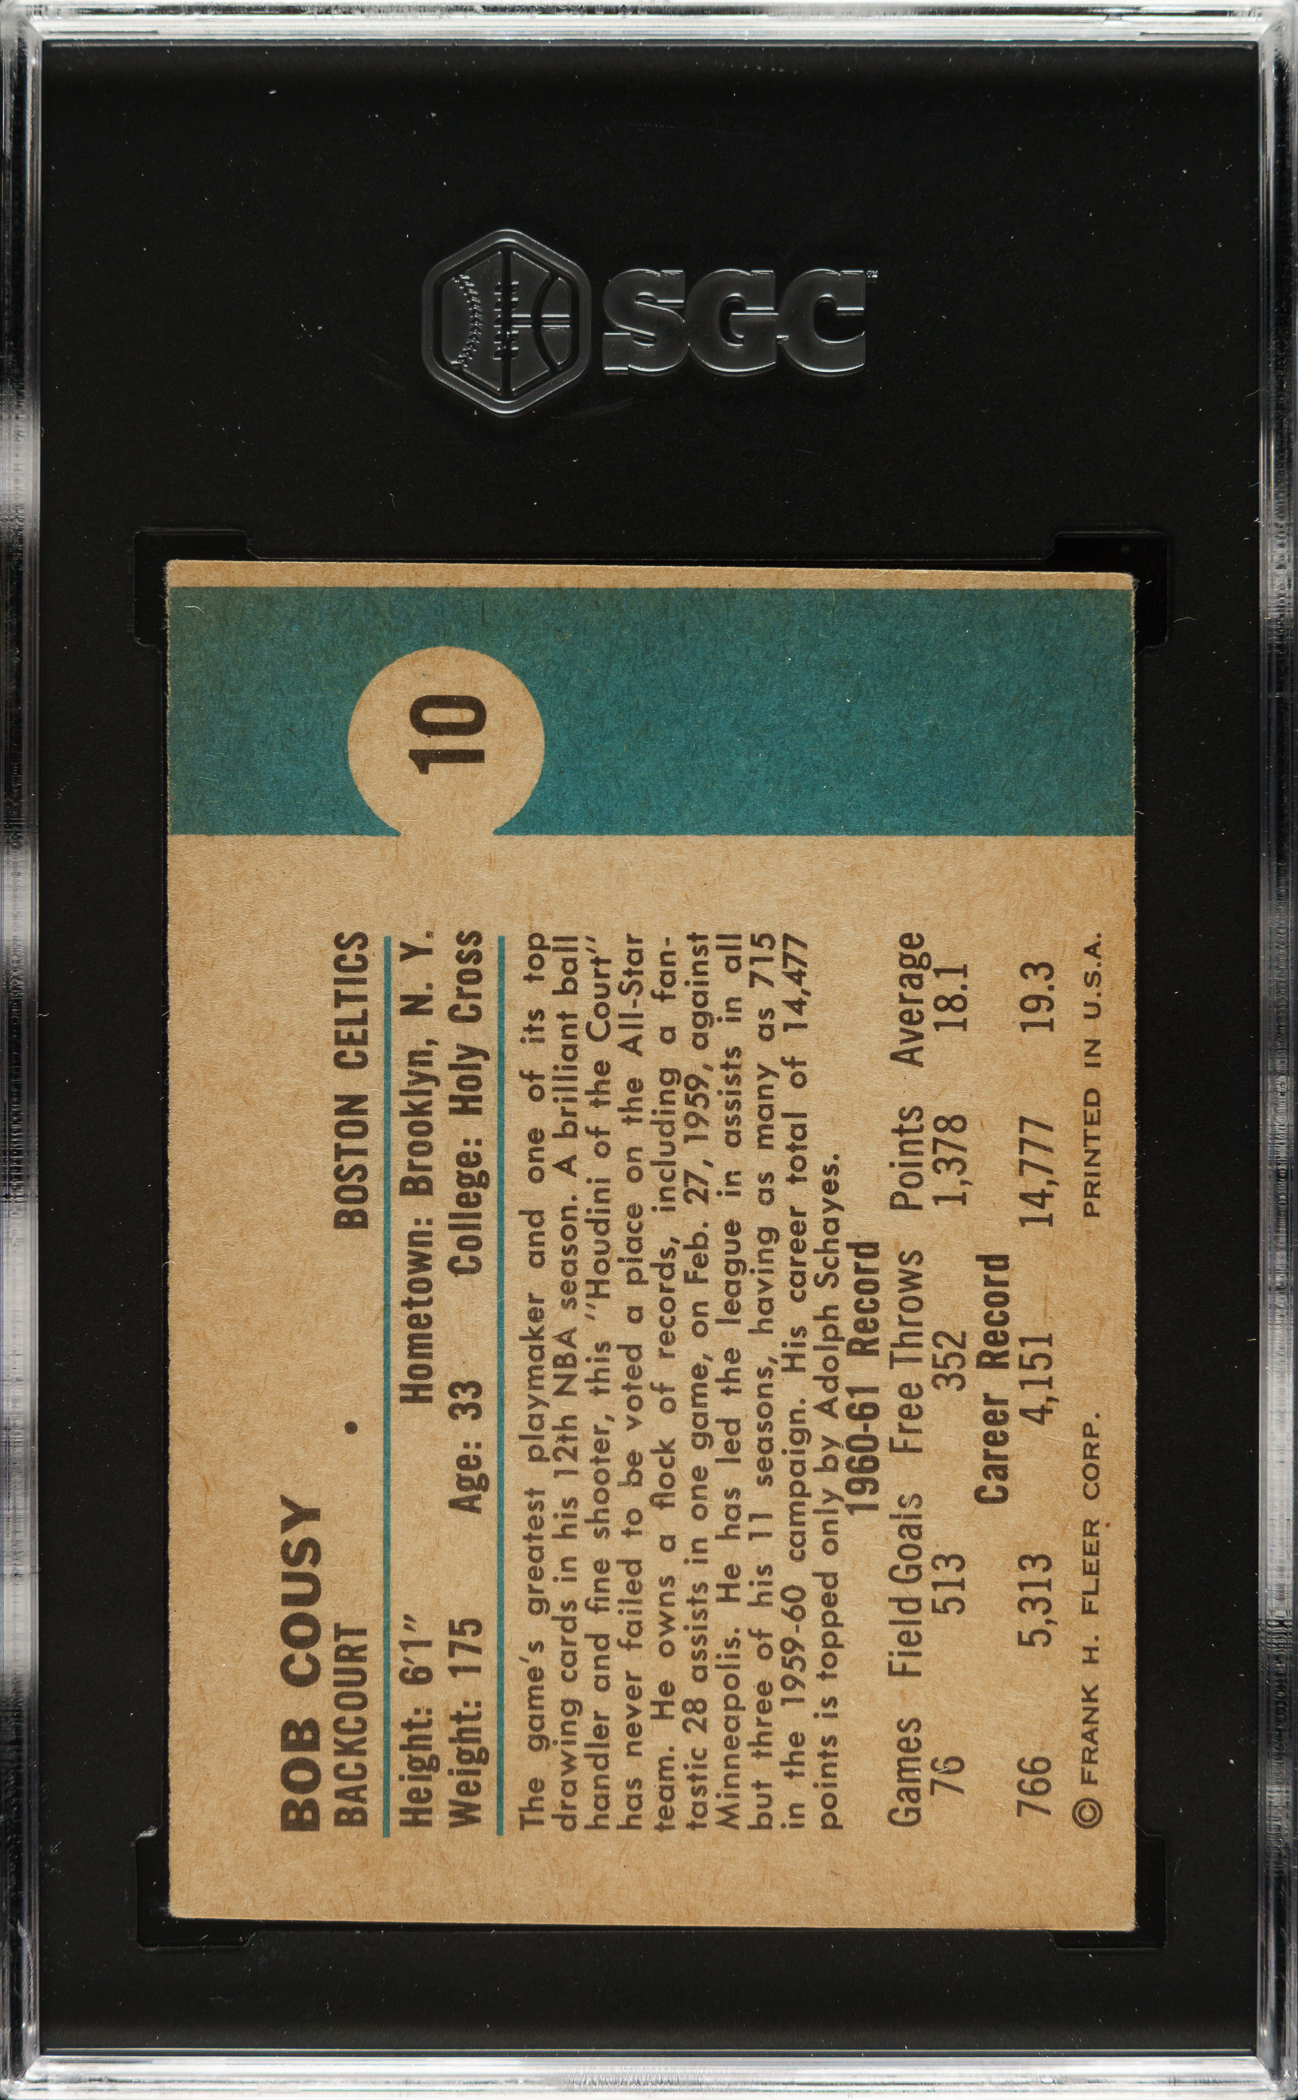 SGC™
10
BOB COUSY
BACKCOURT BOSTON CELTICS
Height: 6'1" Hometown: Brooklyn, N. Y.
Weight: 175 Age: 33 College: Holy Cross
The game's greatest playmaker and one of its top
drawing cards in his 12th NBA season. A brilliant ball
handler and fine shooter, this "Houdini of the Court"
has never failed to be voted a place on the All-Star
team. He owns a flock of records, including a fan-
tastic 28 assists in one game, on Feb. 27, 1959, against
Minneapolis. He has led the league in assists in all
but three of his 11 seasons, having as many as 715
in the 1959-60 campaign. His career total of 14,477
points is topped only by Adolph Schayes.
1960-61 Record
Games Field Goals Free Throws Points Average
76 513 352 1,378 18.1
Career Record
766 5,313 4,151 14,777 19.3
© FRANK H. FLEER CORP. PRINTED IN U.S.A.